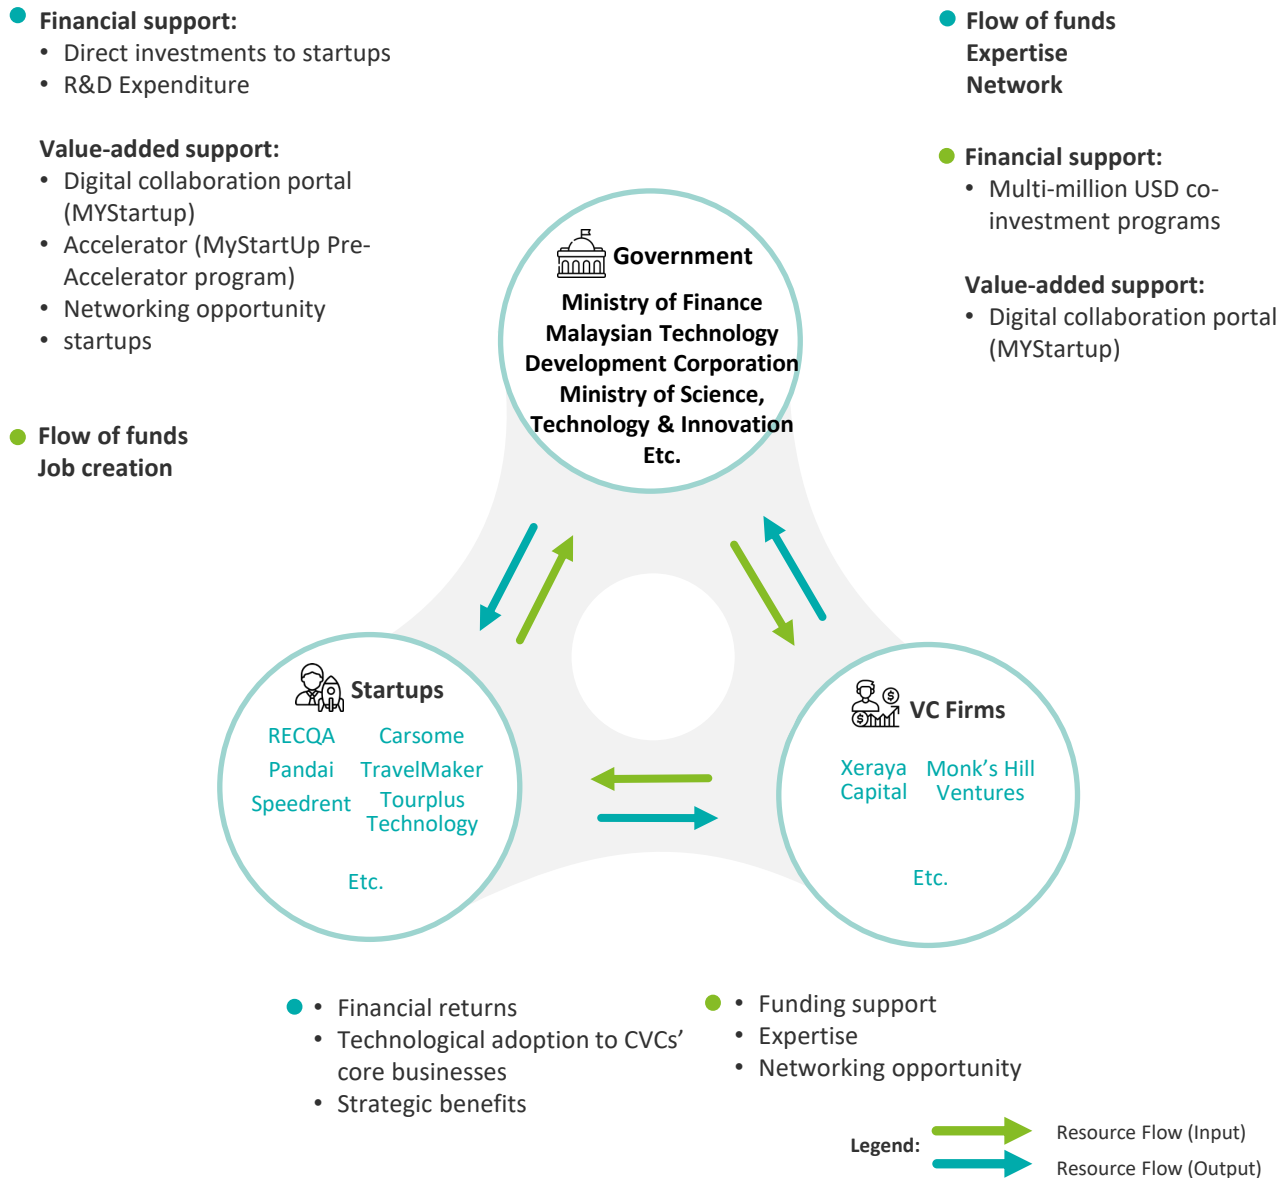 Financial support:
• Direct investments to startups
• R&D Expenditure
Value-added support:
• Digital collaboration portal
(MYStartup)
• Accelerator (MyStartUp Pre-
Accelerator program)
• Networking opportunity
• startups
Flow of funds
Job creation
Flow of funds
Expertise
Network
Financial support:
• Multi-million USD co-
investment programs
Value-added support:
• Digital collaboration portal
(MYStartup)
Government
Ministry of Finance
Malaysian Technology
Development Corporation
Ministry of Science,
Technology & Innovation
Etc.
Startups
RECQA Carsome
Pandai TravelMaker
Speedrent Tourplus
Technology
Etc.
VC Firms
Xeraya Monk's Hill
Capital Ventures
Etc.
• Financial returns
• Technological adoption to CVCs'
core businesses
• Strategic benefits
• Funding support
• Expertise
• Networking opportunity
Legend:
Resource Flow (Input)
Resource Flow (Output)